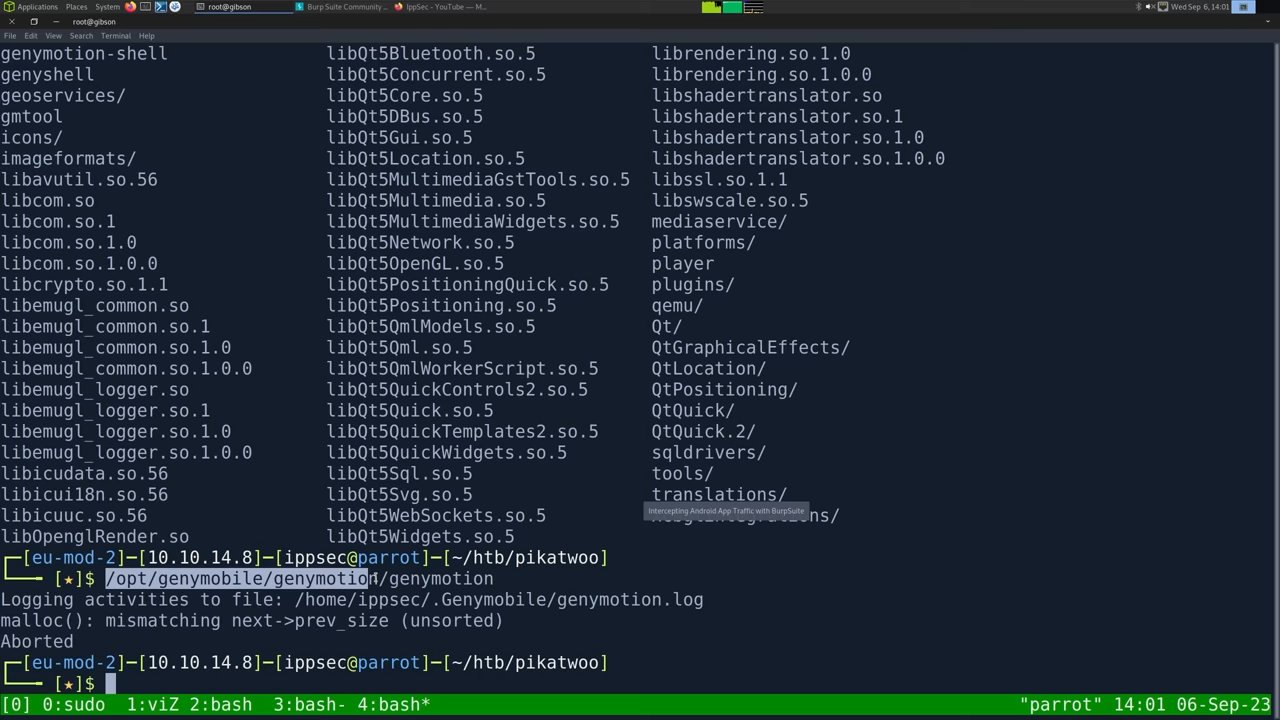 Applications Places System root@gibson Burp Suite Community ... IppSec - YouTube — M... Wed Sep 6, 14:01
root@gibson
File Edit View Search Terminal Help
genymotion-shell libQt5Bluetooth.so.5 librendering.so.1.0
genyshell libQt5Concurrent.so.5 librendering.so.1.0.0
geoservices/ libQt5Core.so.5 libshadertranslator.so
gmtool libQt5DBus.so.5 libshadertranslator.so.1
icons/ libQt5Gui.so.5 libshadertranslator.so.1.0
imageformats/ libQt5Location.so.5 libshadertranslator.so.1.0.0
libavutil.so.56 libQt5MultimediaGstTools.so.5 libssl.so.1.1
libcom.so libQt5Multimedia.so.5 libswscale.so.5
libcom.so.1 libQt5MultimediaWidgets.so.5 mediaservice/
libcom.so.1.0 libQt5Network.so.5 platforms/
libcom.so.1.0.0 libQt5OpenGL.so.5 player
libcrypto.so.1.1 libQt5PositioningQuick.so.5 plugins/
libemugl_common.so libQt5Positioning.so.5 qemu/
libemugl_common.so.1 libQt5QmlModels.so.5 Qt/
libemugl_common.so.1.0 libQt5Qml.so.5 QtGraphicalEffects/
libemugl_common.so.1.0.0 libQt5QmlWorkerScript.so.5 QtLocation/
libemugl_logger.so libQt5QuickControls2.so.5 QtPositioning/
libemugl_logger.so.1 libQt5Quick.so.5 QtQuick/
libemugl_logger.so.1.0 libQt5QuickTemplates2.so.5 QtQuick.2/
libemugl_logger.so.1.0.0 libQt5QuickWidgets.so.5 sqldrivers/
libicudata.so.56 libQt5Sql.so.5 tools/
libicui18n.so.56 libQt5Svg.so.5 translations/
Intercepting Android App Traffic with BurpSuite
libicuuc.so.56 libQt5WebSockets.so.5
libOpenglRender.so libQt5Widgets.so.5
┌─[eu-mod-2]─[10.10.14.8]─[ippsec@parrot]─[~/htb/pikatwoo]
└── [★]$ /opt/genymobile/genymotion/genymotion
Logging activities to file: /home/ippsec/.Genymobile/genymotion.log
malloc(): mismatching next->prev_size (unsorted)
Aborted
┌─[eu-mod-2]─[10.10.14.8]─[ippsec@parrot]─[~/htb/pikatwoo]
└── [★]$
[0] 0:sudo 1:viZ 2:bash 3:bash- 4:bash* "parrot" 14:01 06-Sep-23